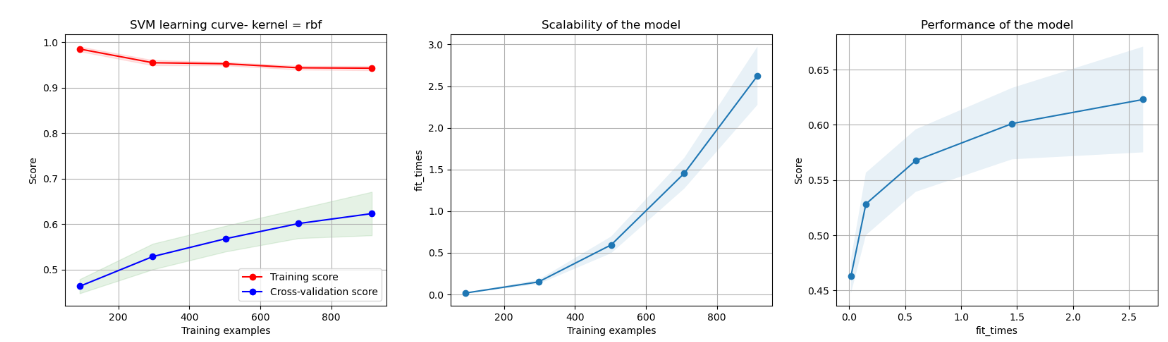 SVM learning curve- kernel = rbf
1.0
0.9
0.8
0.7
0.6
0.5
Score
200
400
600
800
Training examples
Training score
Cross-validation score
Scalability of the model
3.0
2.5
2.0
1.5
1.0
0.5
0.0
fit_times
200
400
600
800
Training examples
Performance of the model
0.65
0.60
0.55
0.50
0.45
Score
0.0
0.5
1.0
1.5
2.0
2.5
fit_times